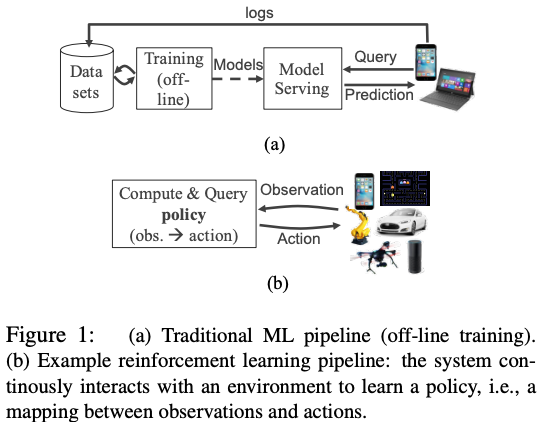 logs
Data
sets
Training
(off-
line)
Models
Model
Serving
Query
Prediction
(a)
Compute & Query
policy
(obs. → action)
Observation
Action
(b)
Figure 1: (a) Traditional ML pipeline (off-line training).
(b) Example reinforcement learning pipeline: the system con-
tinously interacts with an environment to learn a policy, i.e., a
mapping between observations and actions.